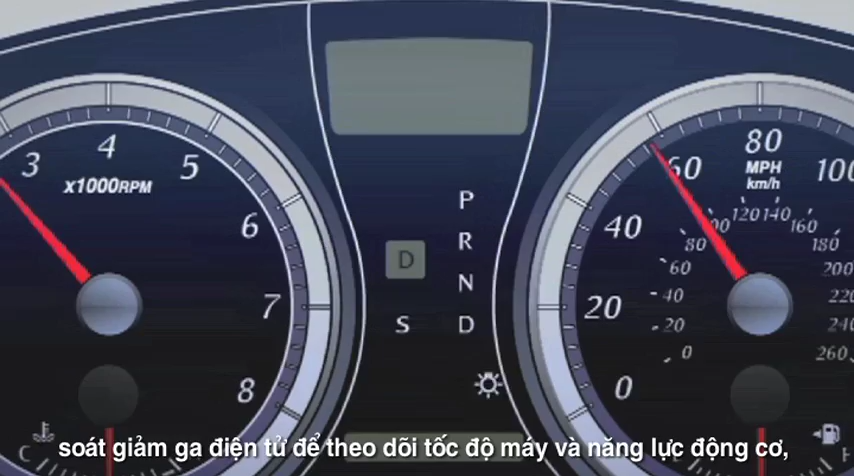 3
4
5
x1000RPM
6
7
8
P
R
N
D
D
S
80
60
100
MPH
km/h
40
20
0
120 140
160
80
180
60
200
40
20
0
260
C
F
soát giảm ga điện tử để theo dõi tốc độ máy và năng lực động cơ,